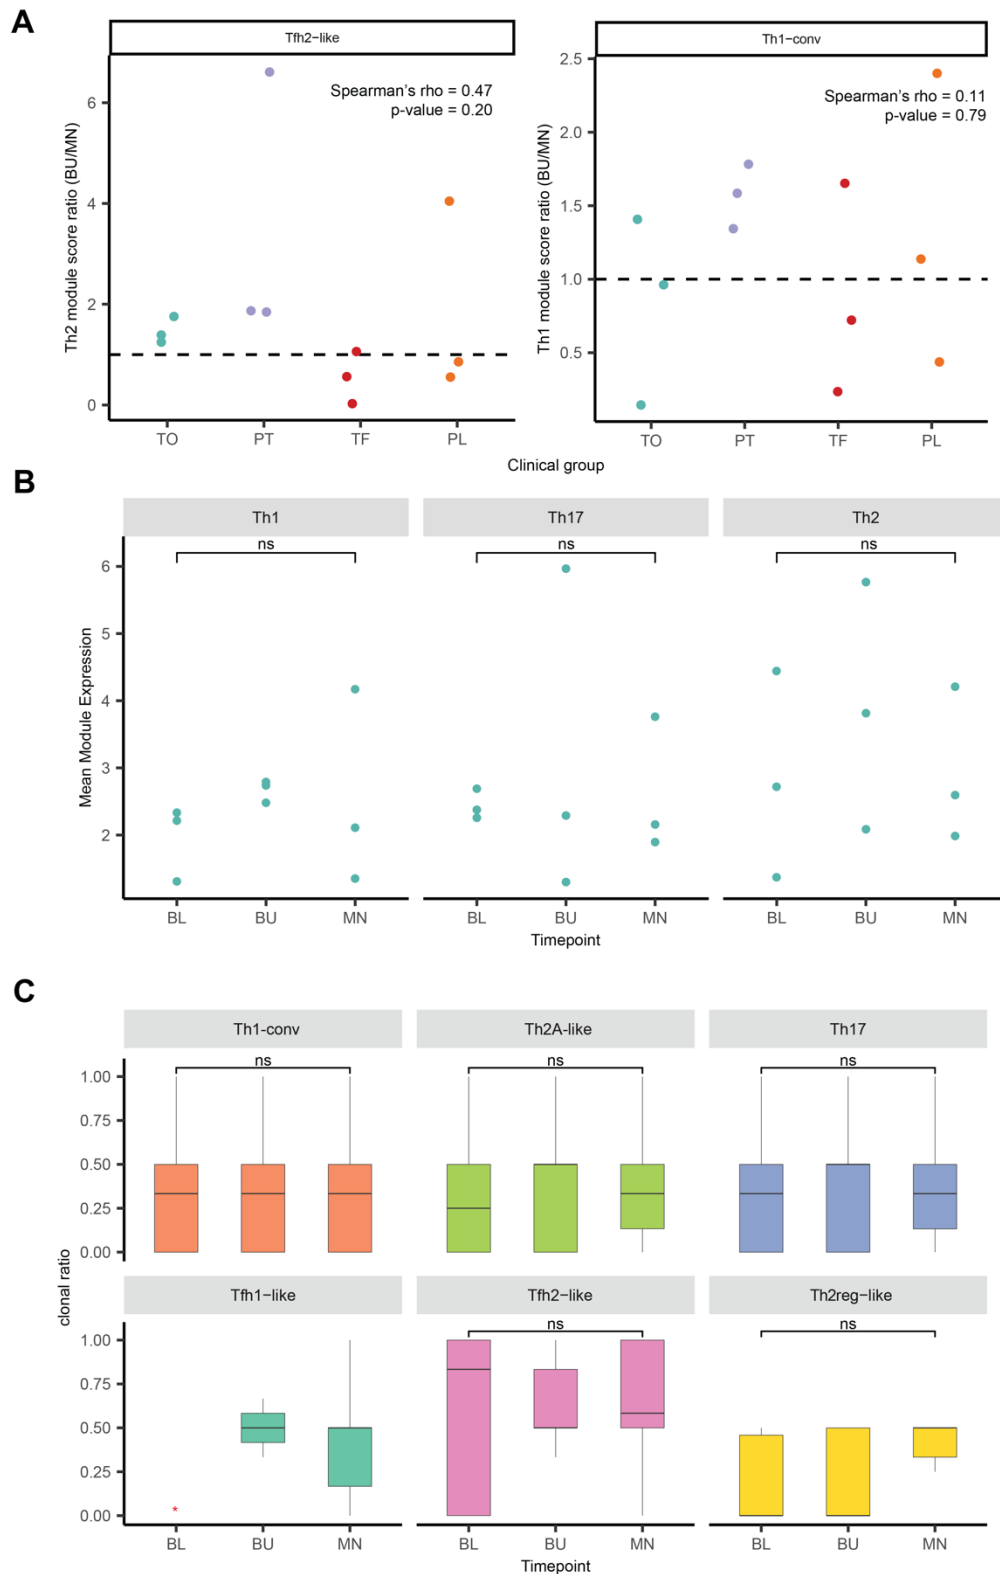 A
Tfh2−like
Th1−conv
Spearman's rho = 0.47
p-value = 0.20
Spearman's rho = 0.11
p-value = 0.79
Th2 module score ratio (BU/MN)
6
4
2
0
Th1 module score ratio (BU/MN)
2.5
2.0
1.5
1.0
0.5
TO PT TF PL
TO PT TF PL
Clinical group
B
Th1 Th17 Th2
ns ns ns
Mean Module Expression
6
5
4
3
2
BL BU MN BL BU MN BL BU MN
Timepoint
C
Th1-conv Th2A-like Th17
ns ns ns
1.00
0.75
0.50
0.25
0.00
clonal ratio
Tfh1−like Tfh2−like Th2reg−like
ns ns
1.00
0.75
0.50
0.25
0.00
*
BL BU MN BL BU MN BL BU MN
Timepoint